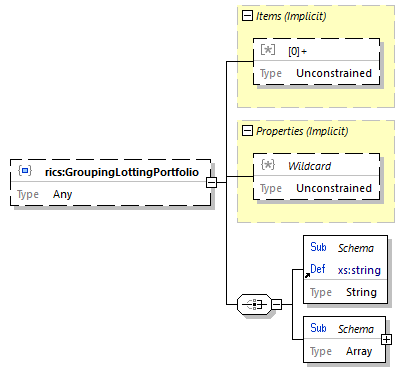 Items (Implicit)
[0]+
Type Unconstrained
Properties (Implicit)
Wildcard
Type Unconstrained
rics:GroupingLottingPortfolio
Type Any
Sub Schema
Def xs:string
Type String
Sub Schema
Type Array